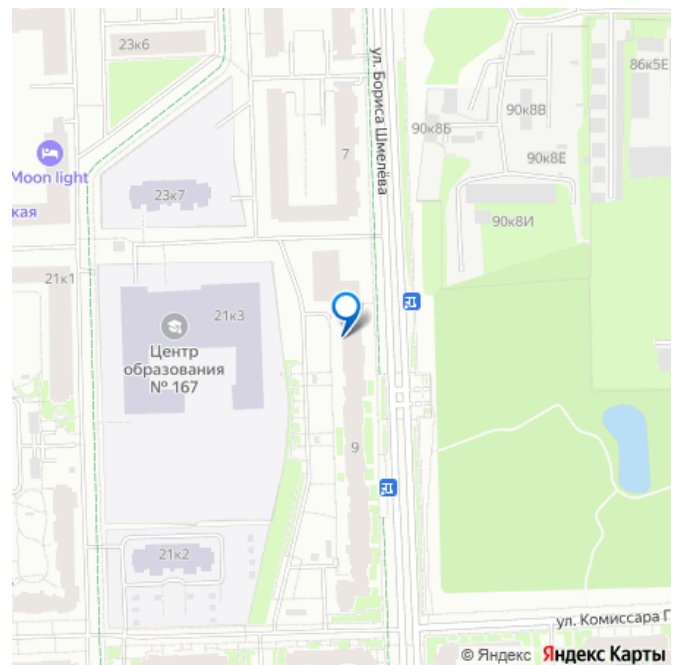 23к6
86к5Е
90к8В
90к8Б
90к8Е
ул. Бориса Шмелёва
7
Moon light
кая
23к7
90к8И
21к1
21к3
Центр
образования
№ 167
9
21к2
ул. Комиссара Г
© Яндекс Яндекс Карты